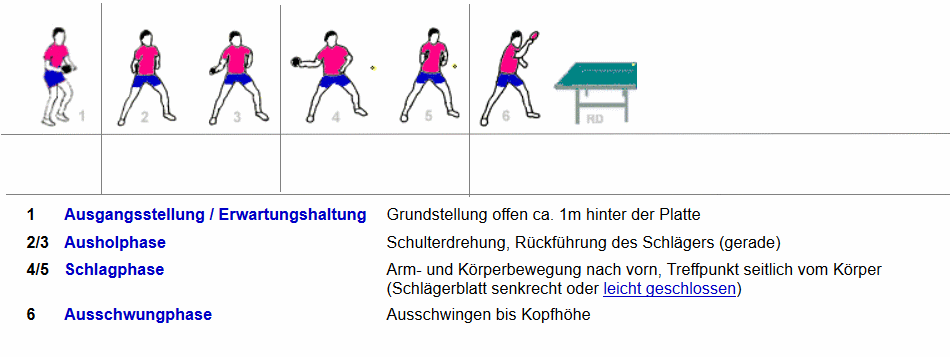 1 2 3 4 5 6 RD
1 Ausgangsstellung / Erwartungshaltung Grundstellung offen ca. 1m hinter der Platte
2/3 Ausholphase Schulterdrehung, Rückführung des Schlägers (gerade)
4/5 Schlagphase Arm- und Körperbewegung nach vorn, Treffpunkt seitlich vom Körper
(Schlägerblatt senkrecht oder leicht geschlossen)
6 Ausschwungphase Ausschwingen bis Kopfhöhe